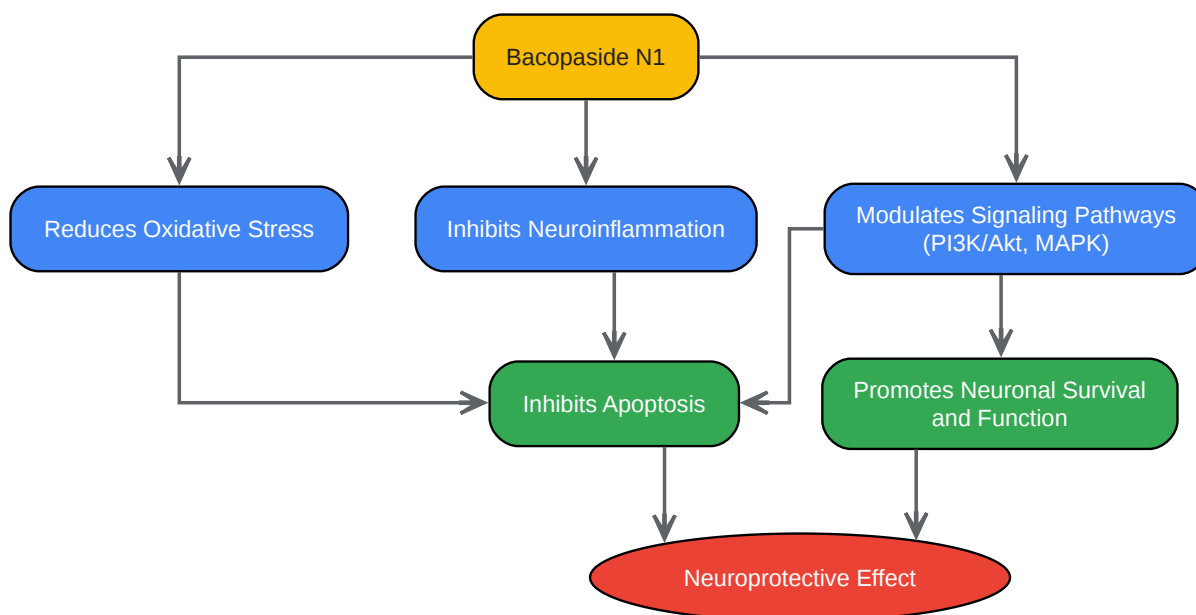 Bacopaside N1
Reduces Oxidative Stress
Inhibits Neuroinflammation
Modulates Signaling Pathways
(PI3K/Akt, MAPK)
Inhibits Apoptosis
Promotes Neuronal Survival
and Function
Neuroprotective Effect